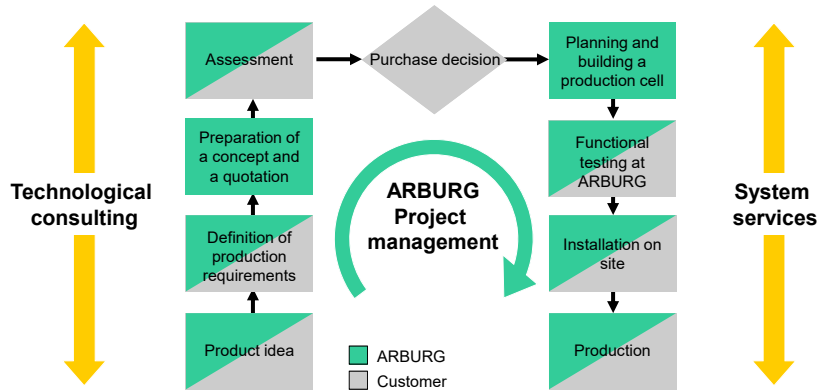 Technological
consulting
Assessment
Preparation of
a concept and
a quotation
Definition of
production
requirements
Product idea
Purchase decision
ARBURG
Project
management
ARBURG
Customer
Planning and
building a
production cell
Functional
testing at
ARBURG
Installation on
site
Production
System
services